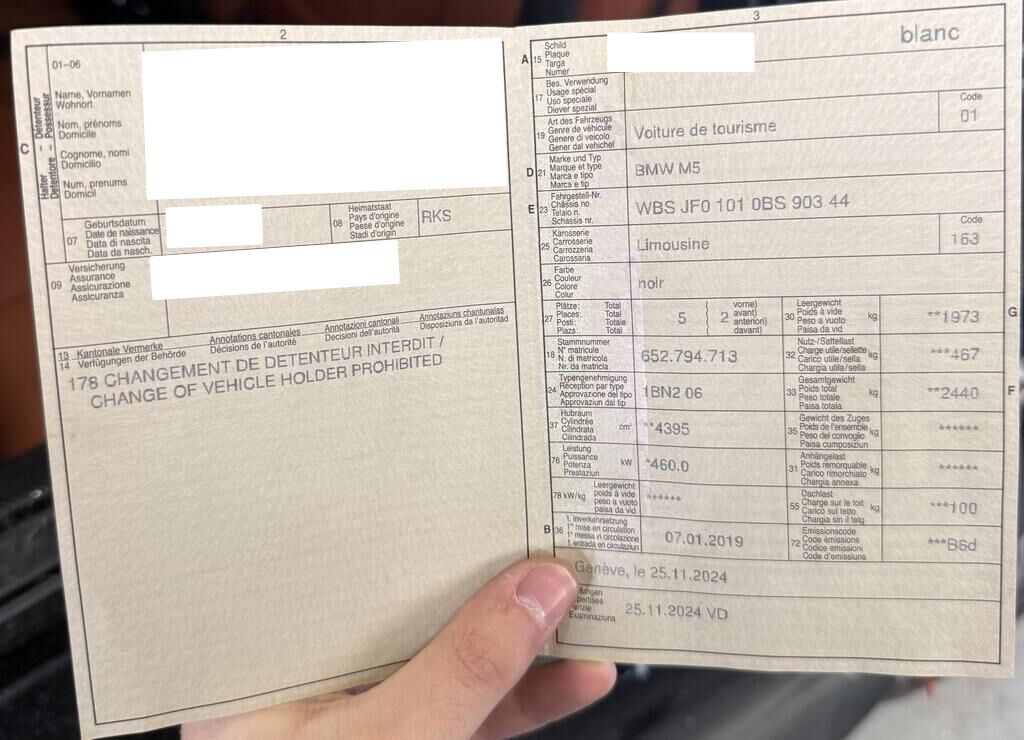 2
01-06
C
Halter - Détenteur
Detentore - Possessur
Name, Vornamen
Wohnort
Nom, prénoms
Domicile
Cognome, nomi
Domicilio
Num, prenums
Domicil
07
Geburtsdatum
Date de naissance
Data di nascita
Data da nasch.
08
Heimatstaat
Pays d'origine
Paese d'origine
Stadi d'origin
RKS
09
Versicherung
Assurance
Assicurazione
Assicuranza
13 Kantonale Vermerke Annotations cantonales Annotazioni cantonali Annotaziuns chantunalas
14 Verfügungen der Behörde Décisions de l'autorité Decisioni dell'autorità Disposiziuns da l'autoritad
178 CHANGEMENT DE DETENTEUR INTERDIT /
CHANGE OF VEHICLE HOLDER PROHIBITED
3
A 15
Schild
Plaque
Targa
Numer
blanc
17
Bes. Verwendung
Usage spécial
Uso speciale
Diever spezial
19
Art des Fahrzeugs
Genre de véhicule
Genere di veicolo
Gener dal vehichel
Voiture de tourisme
Code
01
D 21
Marke und Typ
Marque et type
Marca e tipo
Marca e tip
BMW M5
E 23
Fahrgestell-Nr.
Châssis no
Telaio n.
Schassis nr.
WBS JF0 101 0BS 903 44
25
Karosserie
Carrosserie
Carrozzeria
Carossaria
Limousine
Code
163
26
Farbe
Couleur
Colore
Colur
noir
27
Plätze: Total
Places: Total
Posti: Totale
Plazs: Total
5
( 2
vorne)
avant)
anteriori)
davant)
30
Leergewicht
Poids à vide
Peso a vuoto
Paisa da vid
kg
**1973
G
18
Stammnummer
N° matricule
N. di matricola
Nr. da matricla
652.794.713
32
Nutz-/Sattellast
Charge utile/sellette
Carico utile/sella
Chargia utila/sella
kg
***467
24
Typengenehmigung
Réception par type
Approvazione del tipo
Approvaziun dal tip
1BN2 06
33
Gesamtgewicht
Poids total
Peso totale
Paisa totala
kg
**2440
F
37
Hubraum
Cylindrée
Cilindrata
Cilindrada
cm³
**4395
35
Gewicht des Zuges
Poids de l'ensemble
Peso del convoglio
Paisa cumposiziun
kg
******
76
Leistung
Puissance
Potenza
Prestaziun
kW
*460.0
31
Anhängelast
Poids remorquable
Carico rimorchiato
Chargia annexa
kg
******
78 kW/kg
Leergewicht
poids à vide
peso a vuoto
paisa da vid
******
55
Dachlast
Charge sur le toit
Carico sul tetto
Chargia sin il tetg
kg
***100
B 36
1. Inverkehrsetzung
1re mise en circulation
1a messa in circolazione
1. entrada en circulaziun
07.01.2019
72
Emissionscode
Code émissions
Codice emissioni
Code d'emissiuns
***B6d
Genève, le 25.11.2024
Examinaziuns
25.11.2024 VD